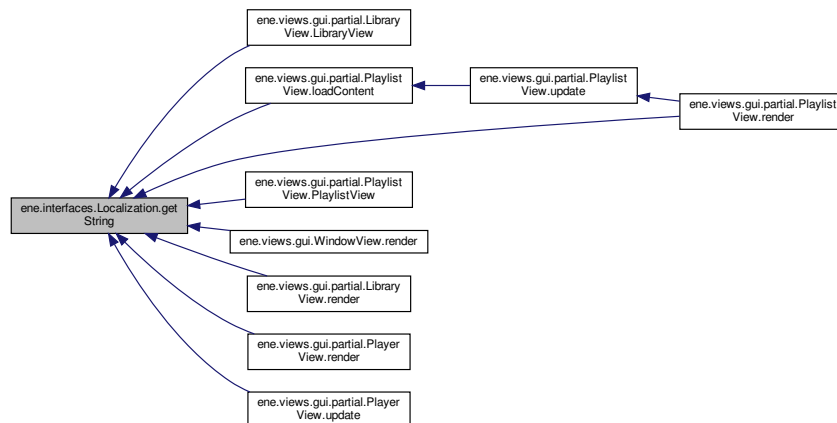 ene.views.gui.partial.Library
View.LibraryView
ene.views.gui.partial.Playlist
View.loadContent
ene.views.gui.partial.Playlist
View.update
ene.views.gui.partial.Playlist
View.render
ene.interfaces.Localization.get
String
ene.views.gui.partial.Playlist
View.PlaylistView
ene.views.gui.WindowView.render
ene.views.gui.partial.Library
View.render
ene.views.gui.partial.Player
View.render
ene.views.gui.partial.Player
View.update